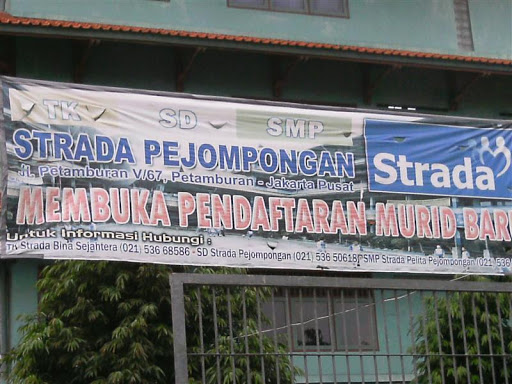 TK SD SMP
STRADA PEJOMPONGAN
Jl. Petamburan V/67, Petamburan - Jakarta Pusat
Strada
MEMBUKA PENDAFTARAN MURID
Untuk Informasi Hubungi :
TK Strada Bina Sejahtera (021) 536 68586 - SD Strada Pejompongan (021) 536 50618 SMP Strada Pelita Pejompongan (021)